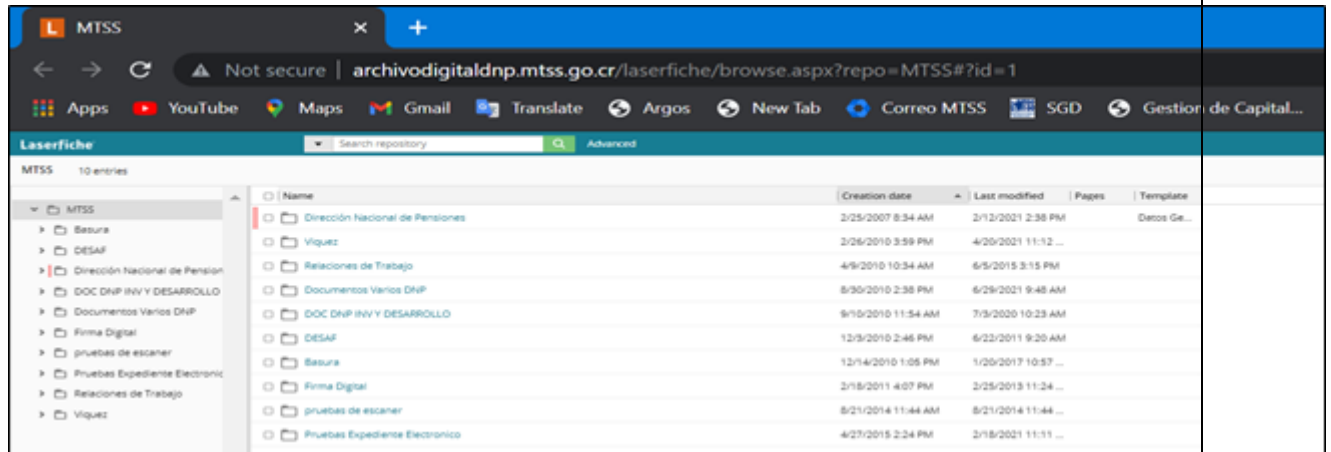 L MTSS × +
Not secure | archivodigitaldnp.mtss.go.cr/laserfiche/browse.aspx?repo=MTSS#?id=1
Apps YouTube Maps Gmail Translate Argos New Tab Correo MTSS SGD Gestion de Capital...
Laserfiche Search repository Advanced
MTSS 10 entries
MTSS
Basura
DESAF
Dirección Nacional de Pension
DOC DNP INV Y DESARROLLO
Documentos Varios DNP
Firma Digital
pruebas de escaner
Pruebas Expediente Electronic
Relaciones de Trabajo
Viquez
Name Creation date Last modified Pages Template
Dirección Nacional de Pensiones 2/25/2007 8:34 AM 2/12/2021 2:38 PM Datos Ge...
Viquez 2/26/2010 3:59 PM 4/20/2021 11:12 ...
Relaciones de Trabajo 4/9/2010 10:34 AM 6/5/2015 3:15 PM
Documentos Varios DNP 8/30/2010 2:38 PM 6/29/2021 9:48 AM
DOC DNP INV Y DESARROLLO 9/10/2010 11:54 AM 7/3/2020 10:23 AM
DESAF 12/3/2010 2:46 PM 6/22/2011 9:20 AM
Basura 12/14/2010 1:05 PM 1/20/2017 10:57 ...
Firma Digital 2/18/2011 4:07 PM 2/25/2013 11:24 ...
pruebas de escaner 8/21/2014 11:44 AM 8/21/2014 11:44 ...
Pruebas Expediente Electronico 4/27/2015 2:24 PM 2/18/2021 11:11 ...